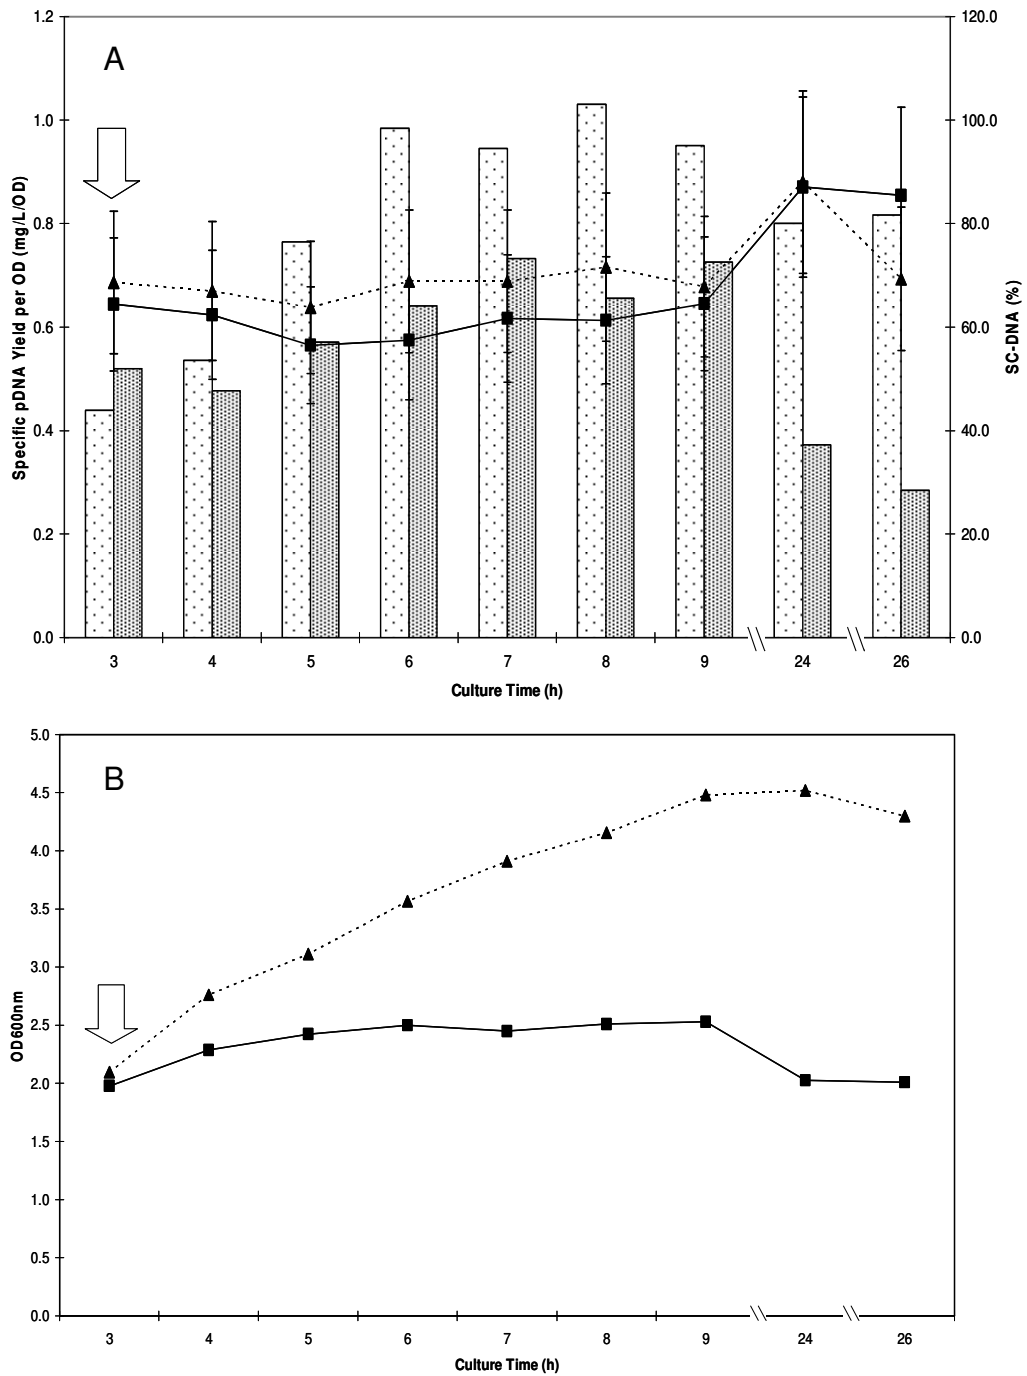 A
1.2
1.0
0.8
0.6
0.4
0.2
0.0
Specific pDNA Yield per OD (mg/L/OD)
120.0
100.0
80.0
60.0
40.0
20.0
0.0
SC-DNA (%)
3 4 5 6 7 8 9 24 26
Culture Time (h)
B
5.0
4.5
4.0
3.5
3.0
2.5
2.0
1.5
1.0
0.5
0.0
OD600nm
3 4 5 6 7 8 9 24 26
Culture Time (h)